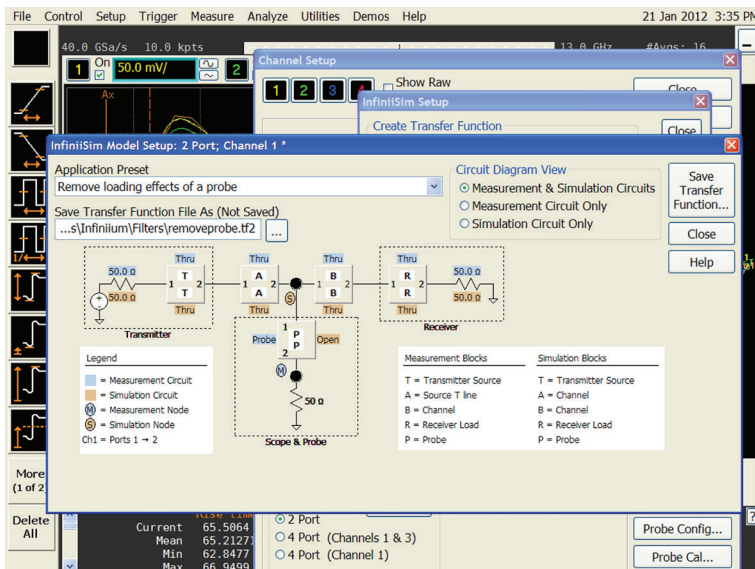 File Control Setup Trigger Measure Analyze Utilities Demos Help 21 Jan 2012 3:35 PM
40.0 GSa/s 10.0 kpts 13.0 GHz #Avgs: 16
1 On 50.0 mV/ 2
Channel Setup
1 2 3 4 Show Raw Close
InfiniiSim Setup
Create Transfer Function Close
Ax
InfiniiSim Model Setup: 2 Port; Channel 1 *
Application Preset
Remove loading effects of a probe
Save Transfer Function File As (Not Saved)
...s\Infiniium\Filters\removeprobe.tf2 ...
Circuit Diagram View
Measurement & Simulation Circuits
Measurement Circuit Only
Simulation Circuit Only
Save Transfer Function...
Close
Help
Thru Thru Thru Thru
50.0 Ω 1 T 2 1 A 2 1 B 2 1 R 2 50.0 Ω
50.0 Ω T A B R 50.0 Ω
Thru Thru S Thru Thru
Transmitter Receiver
Probe 1 P P 2 Open
M
50 Ω
Scope & Probe
Legend
= Measurement Circuit
= Simulation Circuit
M = Measurement Node
S = Simulation Node
Ch1 = Ports 1 → 2
Measurement Blocks
T = Transmitter Source
A = Source T line
B = Channel
R = Receiver Load
P = Probe
Simulation Blocks
T = Transmitter Source
A = Channel
B = Channel
R = Receiver Load
P = Probe
1/
More
(1 of 2)
Delete
All
Rise time
Current 65.5064
Mean 65.21271
Min 62.8477
Max 66.9499
2 Port
4 Port (Channels 1 & 3)
4 Port (Channel 1)
Probe Config...
Probe Cal...
?